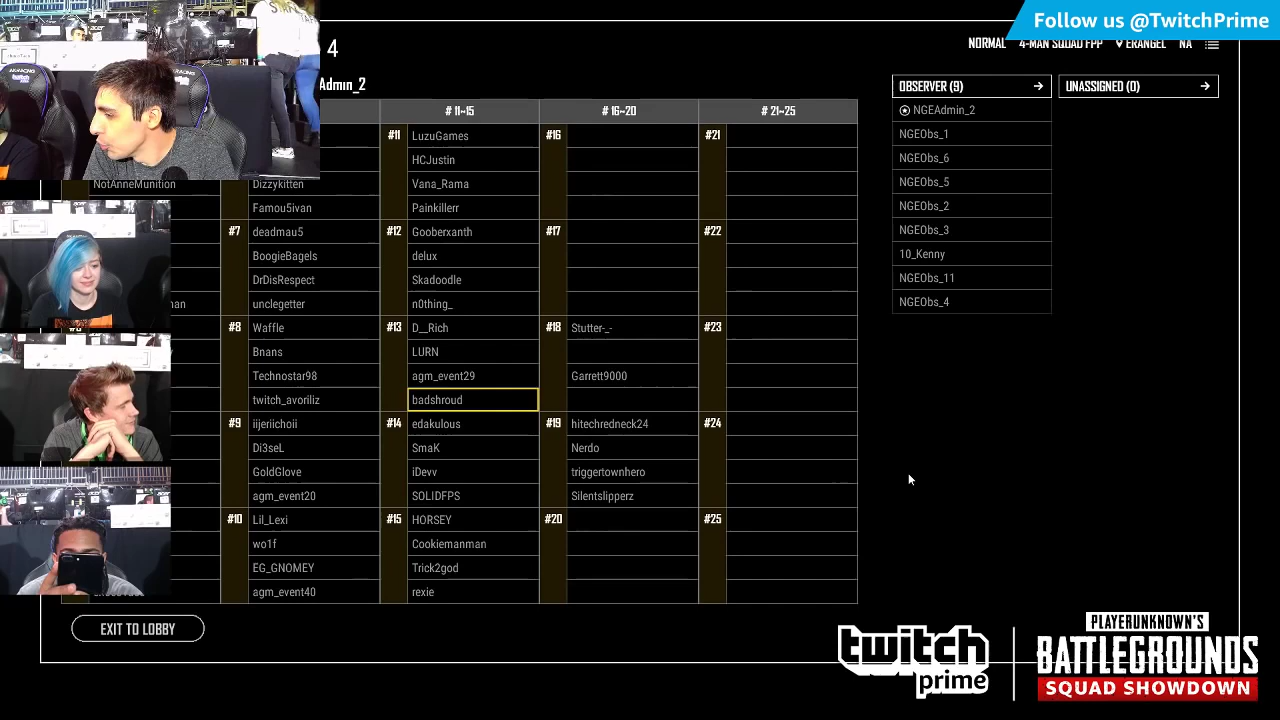 Follow us @TwitchPrime
4
NORMAL 4-MAN SQUAD FPP ERANGEL NA
Admin_2
OBSERVER (9)
UNASSIGNED (0)
# 11~15
# 16~20
# 21~25
NotAnneMunition
man
Dizzykitten
Famou5ivan
#7
deadmau5
BoogieBagels
DrDisRespect
unclegetter
#8
Waffle
Bnans
Technostar98
twitch_avoriliz
#9
iijeriichoii
Di3seL
GoldGlove
agm_event20
#10
Lil_Lexi
wo1f
EG_GNOMEY
agm_event40
#11
LuzuGames
HCJustin
Vana_Rama
Painkillerr
#12
Gooberxanth
delux
Skadoodle
n0thing_
#13
D__Rich
LURN
agm_event29
badshroud
#14
edakulous
SmaK
iDevv
SOLIDFPS
#15
HORSEY
Cookiemanman
Trick2god
rexie
#16
#17
#18
Stutter-_-
Garrett9000
#19
hitechredneck24
Nerdo
triggertownhero
Silentslipperz
#20
#21
#22
#23
#24
#25
NGEAdmin_2
NGEObs_1
NGEObs_6
NGEObs_5
NGEObs_2
NGEObs_3
10_Kenny
NGEObs_11
NGEObs_4
EXIT TO LOBBY
twitch
prime
PLAYERUNKNOWN'S
BATTLEGROUNDS
SQUAD SHOWDOWN